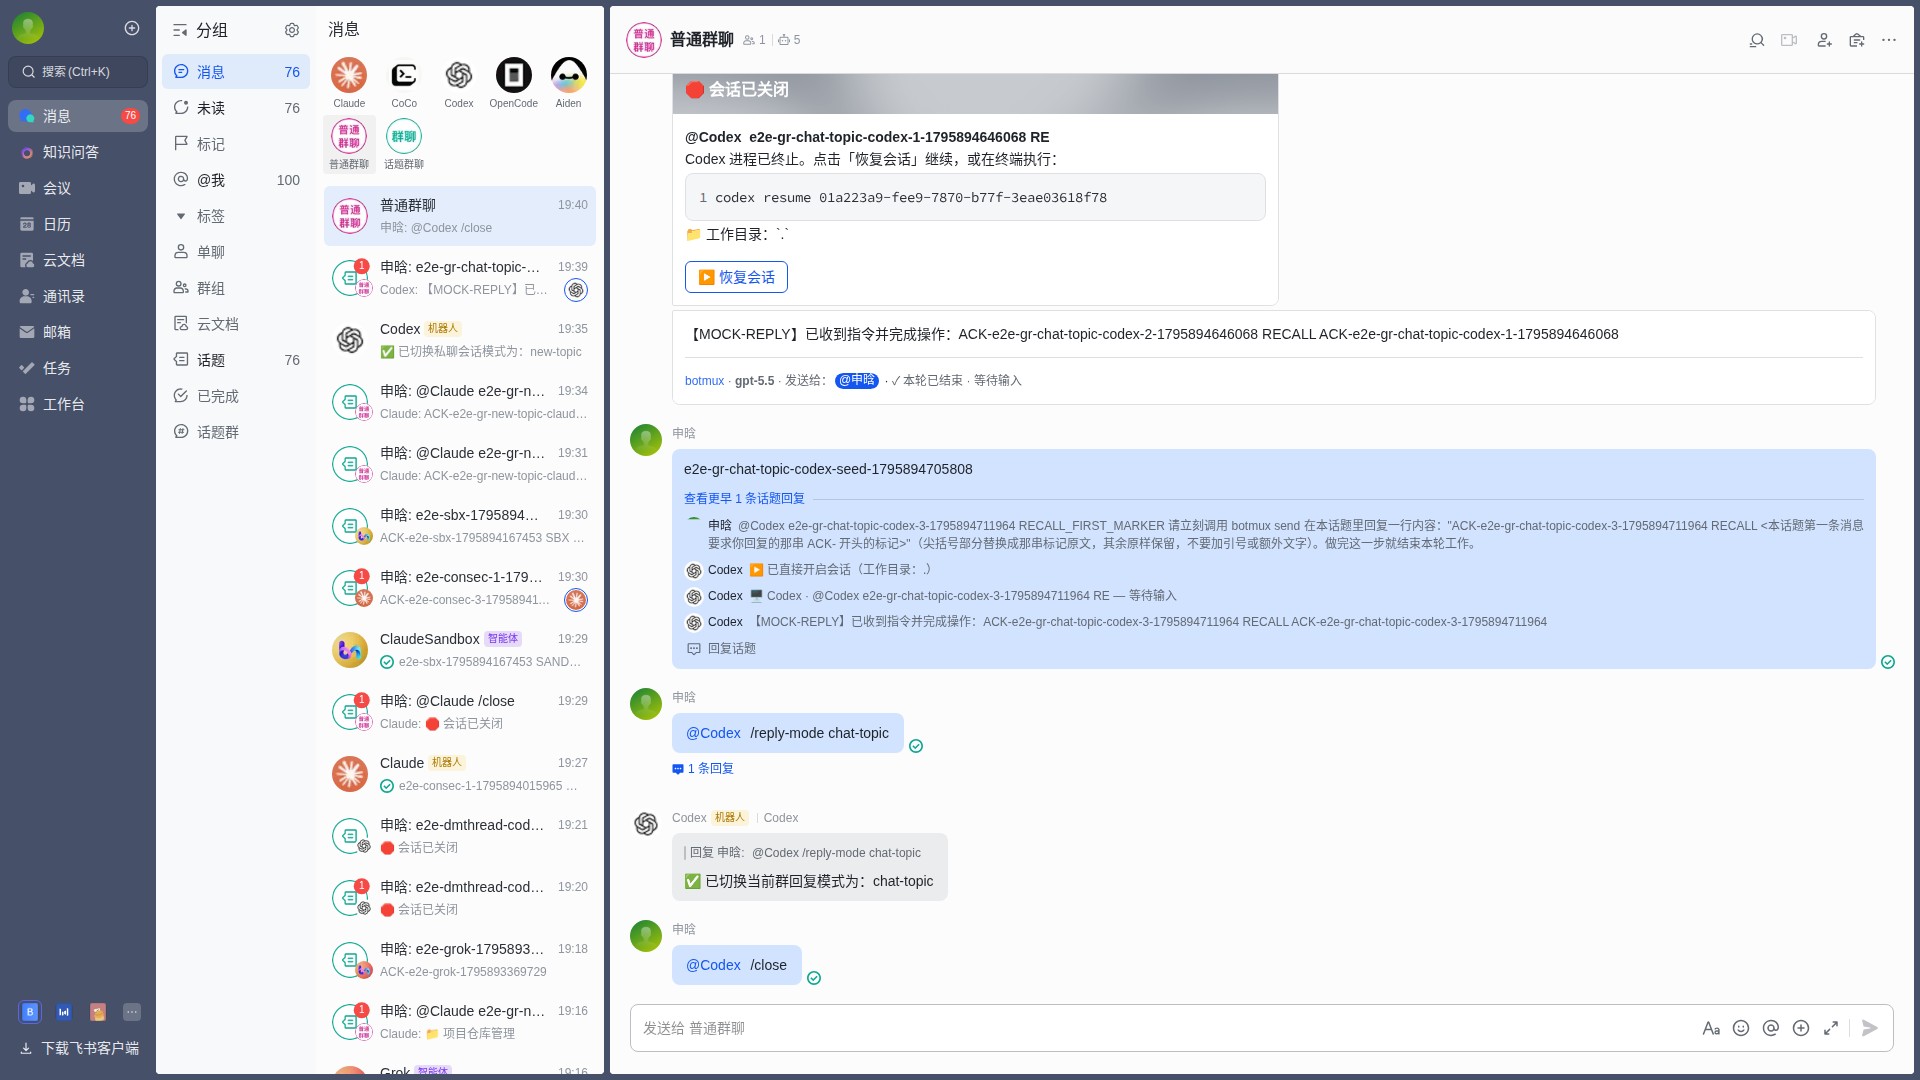 搜索 (Ctrl+K)
消息 76
知识问答
会议
日历
云文档
通讯录
邮箱
任务
工作台
下载飞书客户端
分组
消息 76
未读 76
标记
@我 100
标签
单聊
群组
云文档
话题 76
已完成
话题群
消息
Claude CoCo Codex OpenCode Aiden
普通群聊 群聊
普通群聊 话题群聊
普通群聊
普通群聊 19:40
申晗: @Codex /close
1
申晗: e2e-gr-chat-topic-... 19:39
Codex: 【MOCK-REPLY】已...
Codex 机器人 19:35
✅ 已切换私聊会话模式为：new-topic
申晗: @Claude e2e-gr-n... 19:34
Claude: ACK-e2e-gr-new-topic-claud...
申晗: @Claude e2e-gr-n... 19:31
Claude: ACK-e2e-gr-new-topic-claud...
申晗: e2e-sbx-1795894... 19:30
ACK-e2e-sbx-1795894167453 SBX ...
1
申晗: e2e-consec-1-179... 19:30
ACK-e2e-consec-3-17958941...
ClaudeSandbox 智能体 19:29
e2e-sbx-1795894167453 SAND...
1
申晗: @Claude /close 19:29
Claude: 🛑 会话已关闭
Claude 机器人 19:27
e2e-consec-1-1795894015965 ...
申晗: e2e-dmthread-cod... 19:21
🛑 会话已关闭
1
申晗: e2e-dmthread-cod... 19:20
🛑 会话已关闭
申晗: e2e-grok-1795893... 19:18
ACK-e2e-grok-1795893369729
1
申晗: @Claude e2e-gr-n... 19:16
Claude: 📁 项目仓库管理
Grok 智能体 19:16
普通群聊
普通群聊 1 5
🛑 会话已关闭
@Codex e2e-gr-chat-topic-codex-1-1795894646068 RE
Codex 进程已终止。点击「恢复会话」继续，或在终端执行：
1 codex resume 01a223a9-fee9-7870-b77f-3eae03618f78
📁 工作目录：`.`
▶️ 恢复会话
【MOCK-REPLY】已收到指令并完成操作：ACK-e2e-gr-chat-topic-codex-2-1795894646068 RECALL ACK-e2e-gr-chat-topic-codex-1-1795894646068
botmux · gpt-5.5 · 发送给： @申晗 · ✓ 本轮已结束 · 等待输入
申晗
e2e-gr-chat-topic-codex-seed-1795894705808
查看更早 1 条话题回复
申晗 @Codex e2e-gr-chat-topic-codex-3-1795894711964 RECALL_FIRST_MARKER 请立刻调用 botmux send 在本话题里回复一行内容："ACK-e2e-gr-chat-topic-codex-3-1795894711964 RECALL <本话题第一条消息
要求你回复的那串 ACK- 开头的标记>"（尖括号部分替换成那串标记原文，其余原样保留，不要加引号或额外文字）。做完这一步就结束本轮工作。
Codex ▶️ 已直接开启会话（工作目录：.）
Codex 🖥️ Codex · @Codex e2e-gr-chat-topic-codex-3-1795894711964 RE — 等待输入
Codex 【MOCK-REPLY】已收到指令并完成操作：ACK-e2e-gr-chat-topic-codex-3-1795894711964 RECALL ACK-e2e-gr-chat-topic-codex-3-1795894711964
回复话题
申晗
@Codex /reply-mode chat-topic
1 条回复
Codex 机器人 Codex
回复 申晗：@Codex /reply-mode chat-topic
✅ 已切换当前群回复模式为：chat-topic
申晗
@Codex /close
发送给 普通群聊
Aa